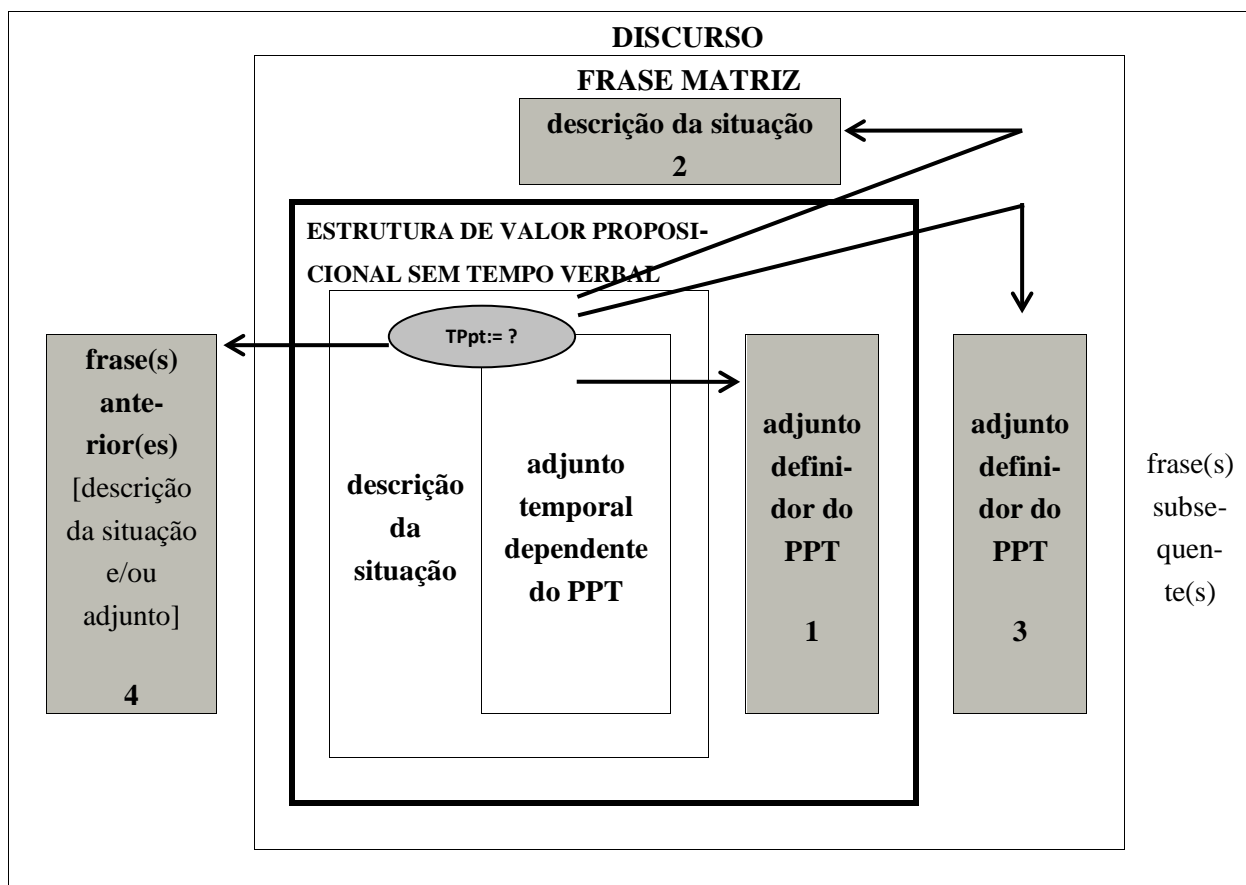 DISCURSO
FRASE MATRIZ
descrição da situação
2
ESTRUTURA DE VALOR PROPOSI-
CIONAL SEM TEMPO VERBAL
TPpt:= ?
frase(s)
ante-
rior(es)
[descrição
da situação
e/ou
adjunto]
4
descrição
da
situação
adjunto
temporal
dependente
do PPT
adjunto
defini-
dor do
PPT
1
adjunto
defini-
dor do
PPT
3
frase(s)
subse-
quen-
te(s)